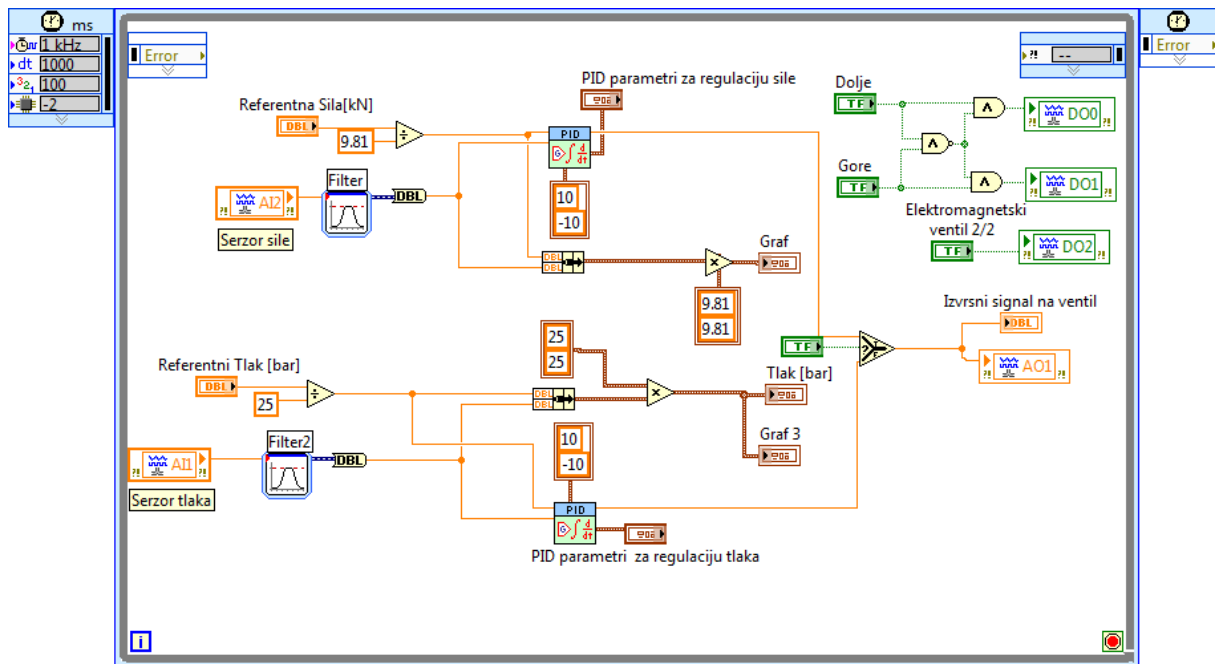 ms
1 kHz
dt 1000
100
-2
Error
Error
?! --
Referentna Sila[kN]
DBL
9.81
÷
PID parametri za regulaciju sile
PID
G
d
dt
10
-10
Filter
AI2
?! ?!
DBL
Serzor sile
DBL
DBL
×
9.81
9.81
Graf
Dolje
TF
Gore
TF
Λ
Λ
Λ
DO0
?! ?!
DO1
?! ?!
Elektromagnetski
ventil 2/2
TF
DO2
?! ?!
Izvrsni signal na ventil
DBL
AO1
?! ?!
TF
?
T
F
Referentni Tlak [bar]
DBL
25
÷
25
25
DBL
DBL
×
Tlak [bar]
Graf 3
Filter2
AI1
?! ?!
DBL
Serzor tlaka
10
-10
PID
G
d
dt
PID parametri za regulaciju tlaka
i